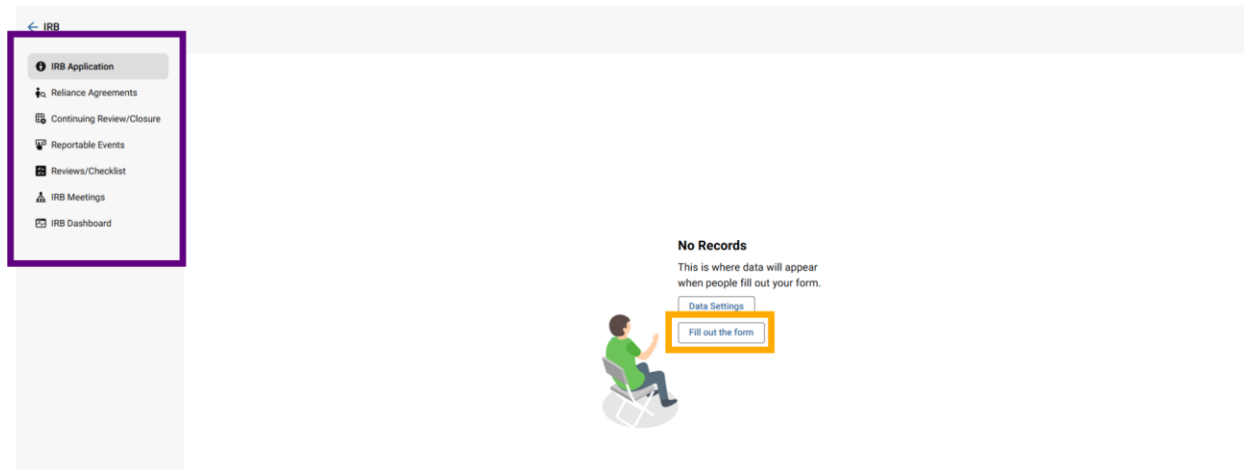 IRB
IRB Application
Reliance Agreements
Continuing Review/Closure
Reportable Events
Reviews/Checklist
IRB Meetings
IRB Dashboard
No Records
This is where data will appear
when people fill out your form.
Data Settings
Fill out the form